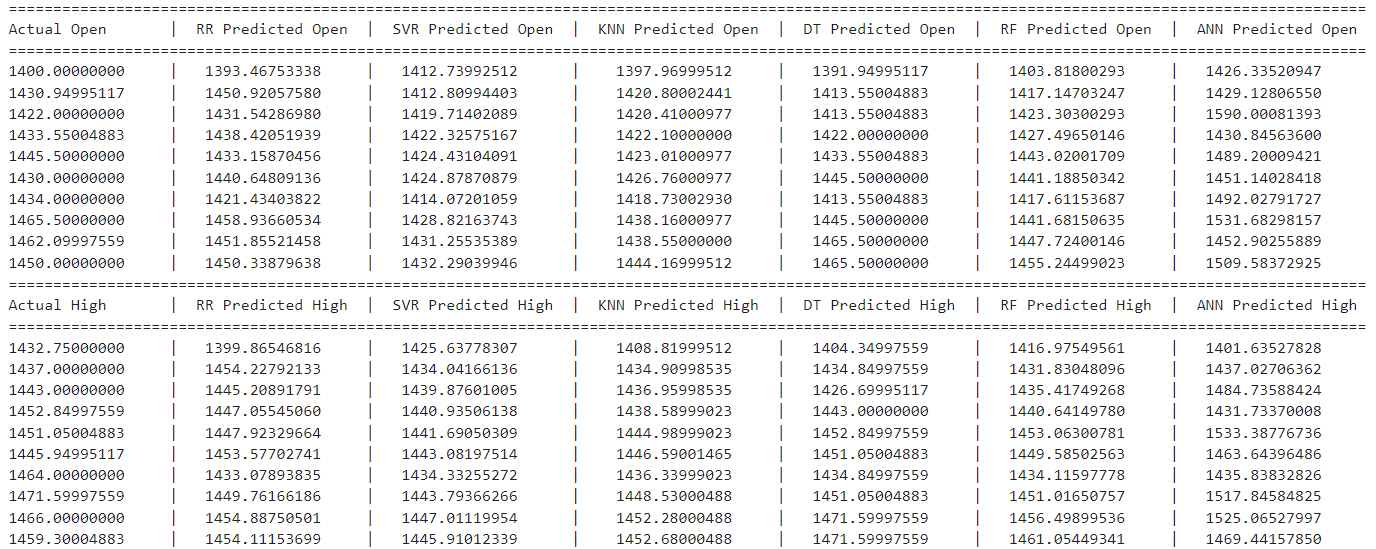 =======================================================================================================================================================
Actual Open | RR Predicted Open | SVR Predicted Open | KNN Predicted Open | DT Predicted Open | RF Predicted Open | ANN Predicted Open
=======================================================================================================================================================
1400.00000000 | 1393.46753338 | 1412.73992512 | 1397.96999512 | 1391.94995117 | 1403.81800293 | 1426.33520947
1430.94995117 | 1450.92057580 | 1412.80994403 | 1420.80002441 | 1413.55004883 | 1417.14703247 | 1429.12806550
1422.00000000 | 1431.54286980 | 1419.71402089 | 1420.41000977 | 1413.55004883 | 1423.30300293 | 1590.00081393
1433.55004883 | 1438.42051939 | 1422.32575167 | 1422.10000000 | 1422.00000000 | 1427.49650146 | 1430.84563600
1445.50000000 | 1433.15870456 | 1424.43104091 | 1423.01000977 | 1433.55004883 | 1443.02001709 | 1489.20009421
1430.00000000 | 1440.64809136 | 1424.87870879 | 1426.76000977 | 1445.50000000 | 1441.18850342 | 1451.14028418
1434.00000000 | 1421.43403822 | 1414.07201059 | 1418.73002930 | 1413.55004883 | 1417.61153687 | 1492.02791727
1465.50000000 | 1458.93660534 | 1428.82163743 | 1438.16000977 | 1445.50000000 | 1441.68150635 | 1531.68298157
1462.09997559 | 1451.85521458 | 1431.25535389 | 1438.55000000 | 1465.50000000 | 1447.72400146 | 1452.90255889
1450.00000000 | 1450.33879638 | 1432.29039946 | 1444.16999512 | 1465.50000000 | 1455.24499023 | 1509.58372925
=======================================================================================================================================================
Actual High | RR Predicted High | SVR Predicted High | KNN Predicted High | DT Predicted High | RF Predicted High | ANN Predicted High
=======================================================================================================================================================
1432.75000000 | 1399.86546816 | 1425.63778307 | 1408.81999512 | 1404.34997559 | 1416.97549561 | 1401.63527828
1437.00000000 | 1454.22792133 | 1434.04166136 | 1434.90998535 | 1434.84997559 | 1431.83048096 | 1437.02706362
1443.00000000 | 1445.20891791 | 1439.87601005 | 1436.95998535 | 1426.69995117 | 1435.41749268 | 1484.73588424
1452.84997559 | 1447.05545060 | 1440.93506138 | 1438.58999023 | 1443.00000000 | 1440.64149780 | 1431.73370008
1451.05004883 | 1447.92329664 | 1441.69050309 | 1444.98999023 | 1452.84997559 | 1453.06300781 | 1533.38776736
1445.94995117 | 1453.57702741 | 1443.08197514 | 1446.59001465 | 1451.05004883 | 1449.58502563 | 1463.64396486
1464.00000000 | 1433.07893835 | 1434.33255272 | 1436.33999023 | 1434.84997559 | 1434.11597778 | 1435.83832826
1471.59997559 | 1449.76166186 | 1443.79366266 | 1448.53000488 | 1451.05004883 | 1451.01650757 | 1517.84584825
1466.00000000 | 1454.88750501 | 1447.01119954 | 1452.28000488 | 1471.59997559 | 1456.49899536 | 1525.06527997
1459.30004883 | 1454.11153699 | 1445.91012339 | 1452.68000488 | 1471.59997559 | 1461.05449341 | 1469.44157850